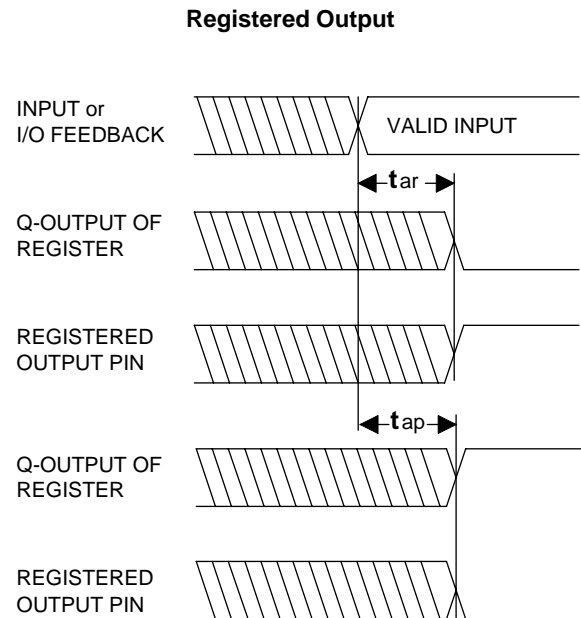 Registered Output
INPUT or
I/O FEEDBACK
VALID INPUT
tar
Q-OUTPUT OF
REGISTER
REGISTERED
OUTPUT PIN
tap
Q-OUTPUT OF
REGISTER
REGISTERED
OUTPUT PIN